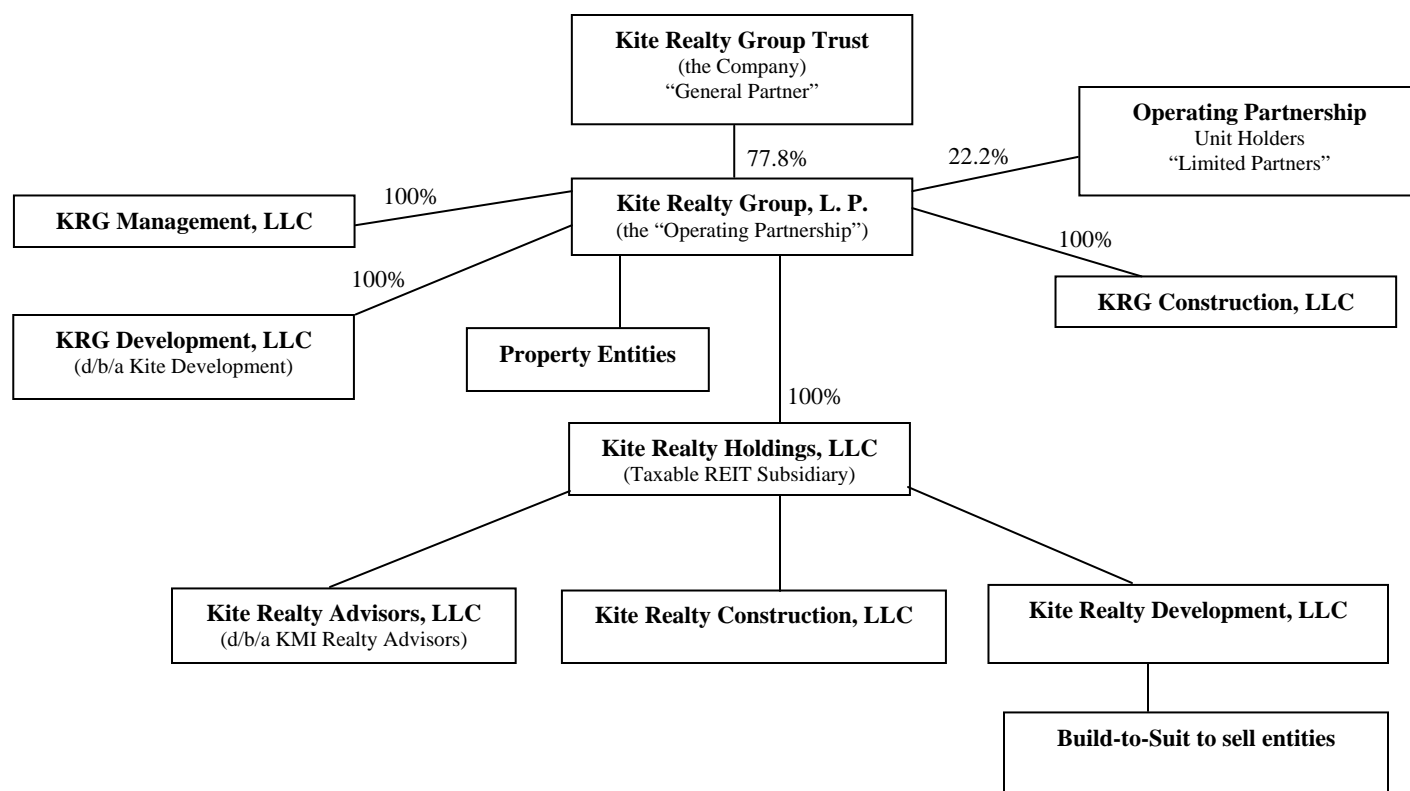 Kite Realty Group Trust
(the Company)
“General Partner”
Operating Partnership
Unit Holders
“Limited Partners”
77.8%
22.2%
100%
KRG Management, LLC
Kite Realty Group, L. P.
(the “Operating Partnership”)
100%
100%
KRG Construction, LLC
KRG Development, LLC
(d/b/a Kite Development)
Property Entities
100%
Kite Realty Holdings, LLC
(Taxable REIT Subsidiary)
Kite Realty Advisors, LLC
(d/b/a KMI Realty Advisors)
Kite Realty Construction, LLC
Kite Realty Development, LLC
Build-to-Suit to sell entities